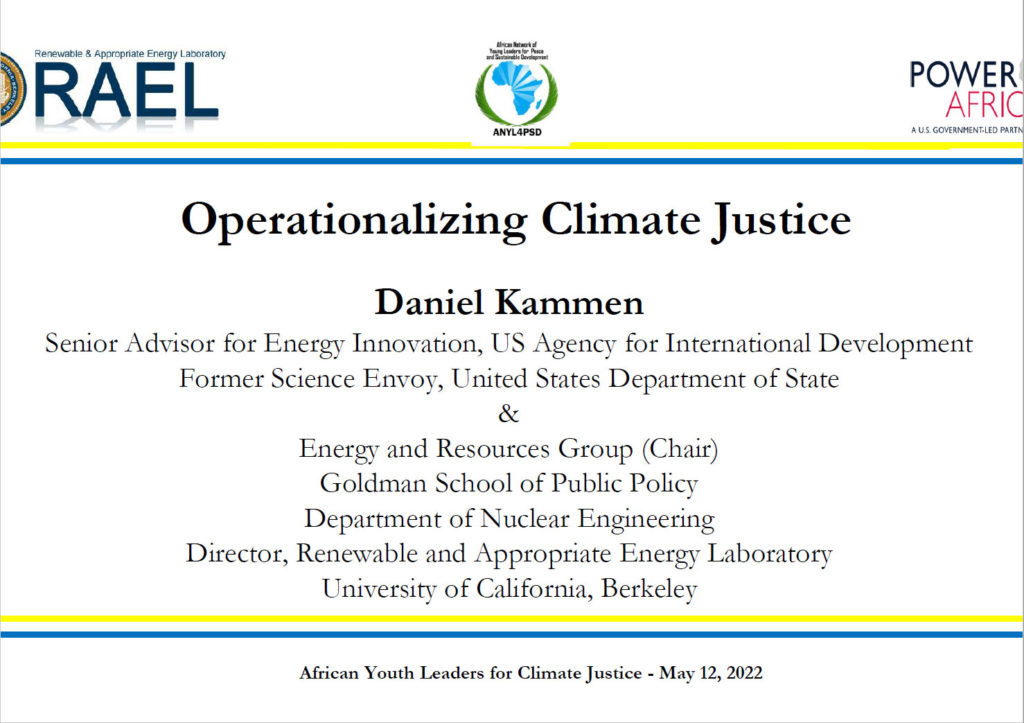 Renewable & Appropriate Energy Laboratory
RAEL
African Network of
Young Leaders for Peace
and Sustainable Development
ANYL4PSD
POWER
AFRIC
A U.S. GOVERNMENT-LED PARTN
Operationalizing Climate Justice
Daniel Kammen
Senior Advisor for Energy Innovation, US Agency for International Development
Former Science Envoy, United States Department of State
&
Energy and Resources Group (Chair)
Goldman School of Public Policy
Department of Nuclear Engineering
Director, Renewable and Appropriate Energy Laboratory
University of California, Berkeley
African Youth Leaders for Climate Justice - May 12, 2022